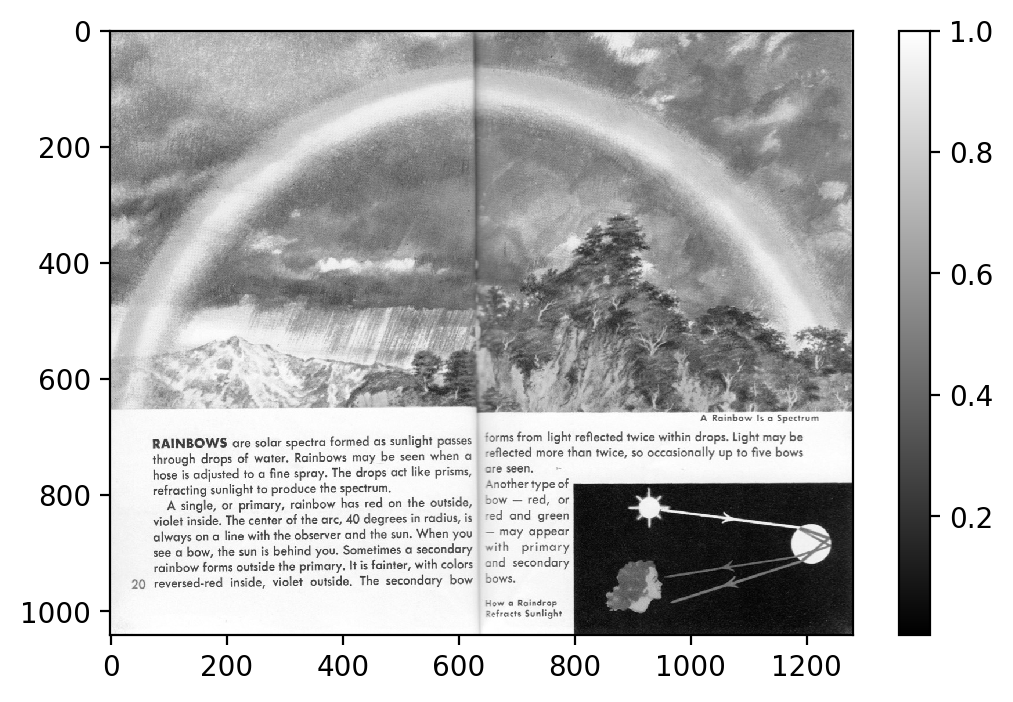 0
200
400
600
800
1000
0
200
400
600
800
1000
1200
1.0
0.8
0.6
0.4
0.2
RAINBOWS are solar spectra formed as sunlight passes
through drops of water. Rainbows may be seen when a
hose is adjusted to a fine spray. The drops act like prisms,
refracting sunlight to produce the spectrum.
A single, or primary, rainbow has red on the outside,
violet inside. The center of the arc, 40 degrees in radius, is
always on a line with the observer and the sun. When you
see a bow, the sun is behind you. Sometimes a secondary
rainbow forms outside the primary. It is fainter, with colors
reversed-red inside, violet outside. The secondary bow
20
A Rainbow Is a Spectrum
forms from light reflected twice within drops. Light may be
reflected more than twice, so occasionally up to five bows
are seen.
Another type of
bow — red, or
red and green
— may appear
with primary
and secondary
bows.
How a Raindrop
Refracts Sunlight